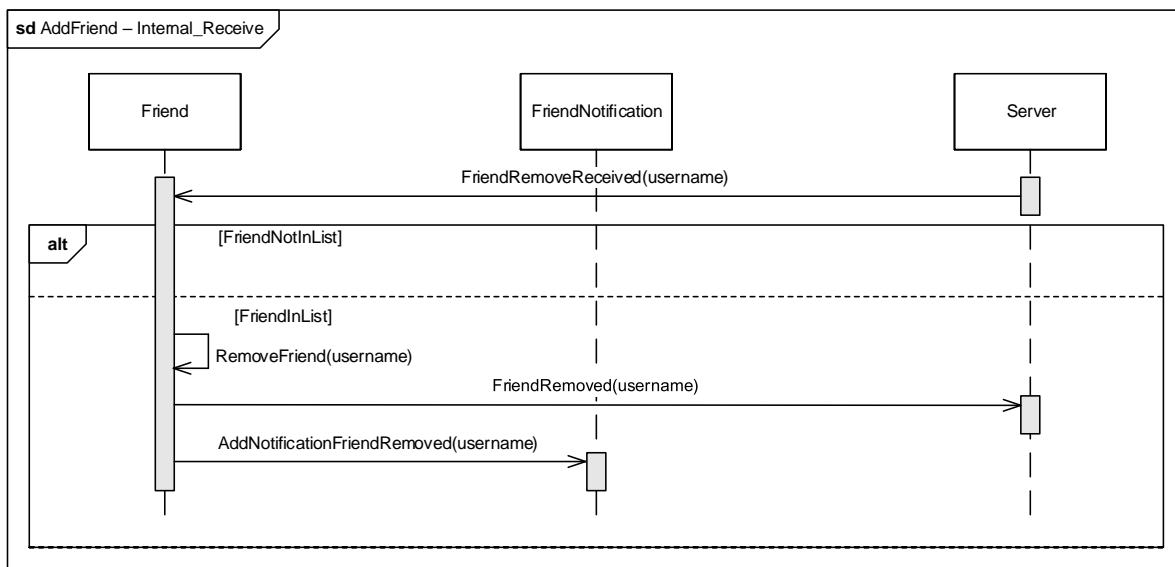 sd AddFriend – Internal_Receive
Friend
FriendNotification
Server
FriendRemoveReceived(username)
alt
[FriendNotInList]
[FriendInList]
RemoveFriend(username)
FriendRemoved(username)
AddNotificationFriendRemoved(username)